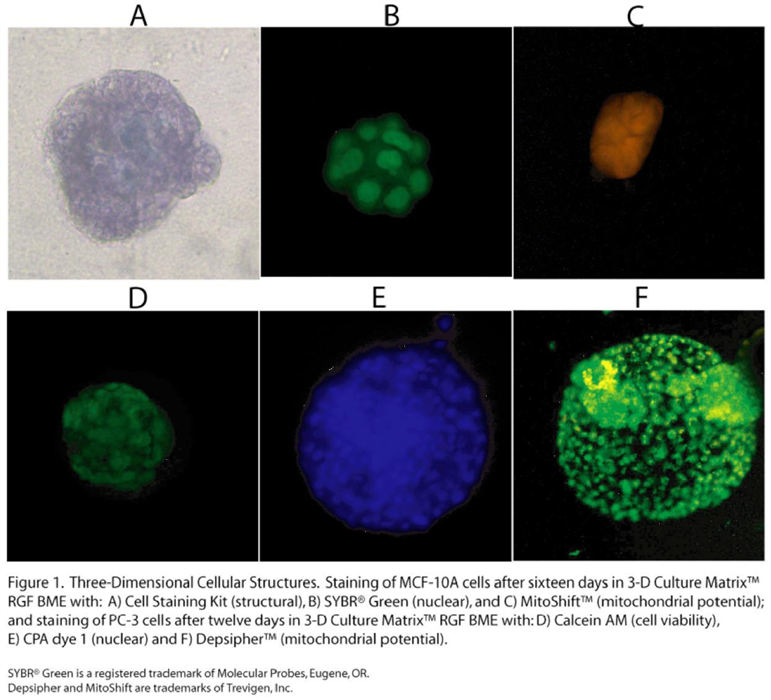 A B C
D E F
Figure 1. Three-Dimensional Cellular Structures. Staining of MCF-10A cells after sixteen days in 3-D Culture Matrix™
RGF BME with: A) Cell Staining Kit (structural), B) SYBR® Green (nuclear), and C) MitoShift™ (mitochondrial potential);
and staining of PC-3 cells after twelve days in 3-D Culture Matrix™ RGF BME with: D) Calcein AM (cell viability),
E) CPA dye 1 (nuclear) and F) Depsipher™ (mitochondrial potential).
SYBR® Green is a registered trademark of Molecular Probes, Eugene, OR.
Depsipher and MitoShift are trademarks of Trevigen, Inc.